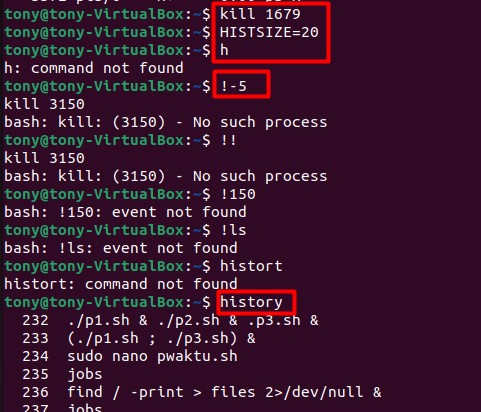 tony@tony-VirtualBox:~$ kill 1679
tony@tony-VirtualBox:~$ HISTSIZE=20
tony@tony-VirtualBox:~$ h
h: command not found
tony@tony-VirtualBox:~$ !-5
kill 3150
bash: kill: (3150) - No such process
tony@tony-VirtualBox:~$ !!
kill 3150
bash: kill: (3150) - No such process
tony@tony-VirtualBox:~$ !150
bash: !150: event not found
tony@tony-VirtualBox:~$ !ls
bash: !ls: event not found
tony@tony-VirtualBox:~$ histort
histort: command not found
tony@tony-VirtualBox:~$ history
232 ./p1.sh & ./p2.sh & .p3.sh &
233 (./p1.sh ; ./p3.sh) &
234 sudo nano pwaktu.sh
235 jobs
236 find / -print > files 2>/dev/null &
237 jobs